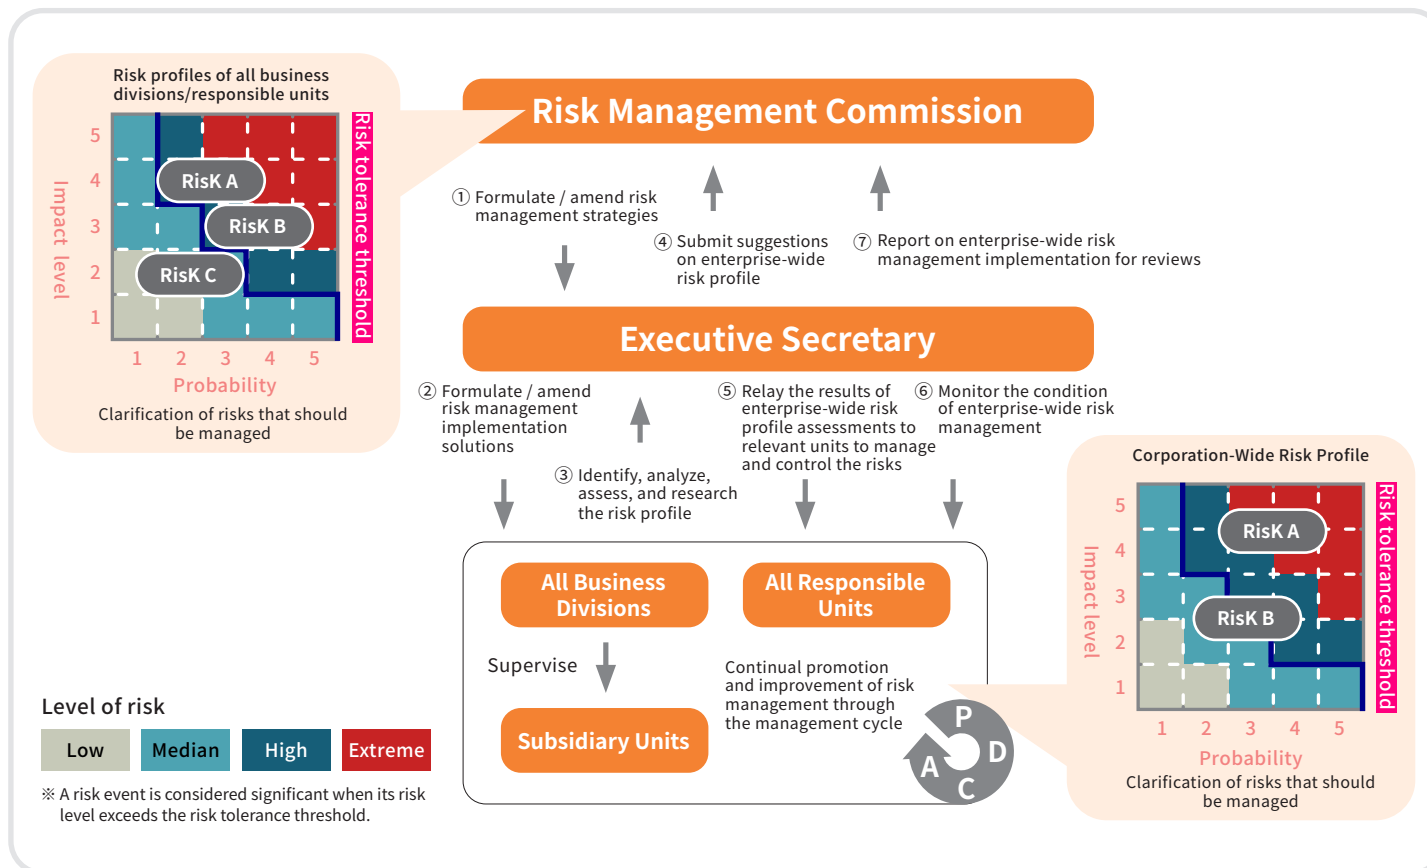 Risk profiles of all business
divisions/responsible units
5
4
3
2
1
Impact level
RisK A
RisK B
RisK C
Risk tolerance threshold
1 2 3 4 5
Probability
Clarification of risks that should
be managed
Risk Management Commission
① Formulate / amend risk
management strategies
④ Submit suggestions
on enterprise-wide
risk profile
⑦ Report on enterprise-wide risk
management implementation for reviews
Executive Secretary
② Formulate / amend
risk management
implementation
solutions
③ Identify, analyze,
assess, and research
the risk profile
⑤ Relay the results of
enterprise-wide risk
profile assessments to
relevant units to manage
and control the risks
⑥ Monitor the condition
of enterprise-wide risk
management
All Business
Divisions
Supervise
Subsidiary Units
All Responsible
Units
Continual promotion
and improvement of risk
management through
the management cycle
P
D
C
A
Corporation-Wide Risk Profile
5
4
3
2
1
Impact level
RisK A
RisK B
Risk tolerance threshold
1 2 3 4 5
Probability
Clarification of risks that should
be managed
Level of risk
Low Median High Extreme
※ A risk event is considered significant when its risk
level exceeds the risk tolerance threshold.